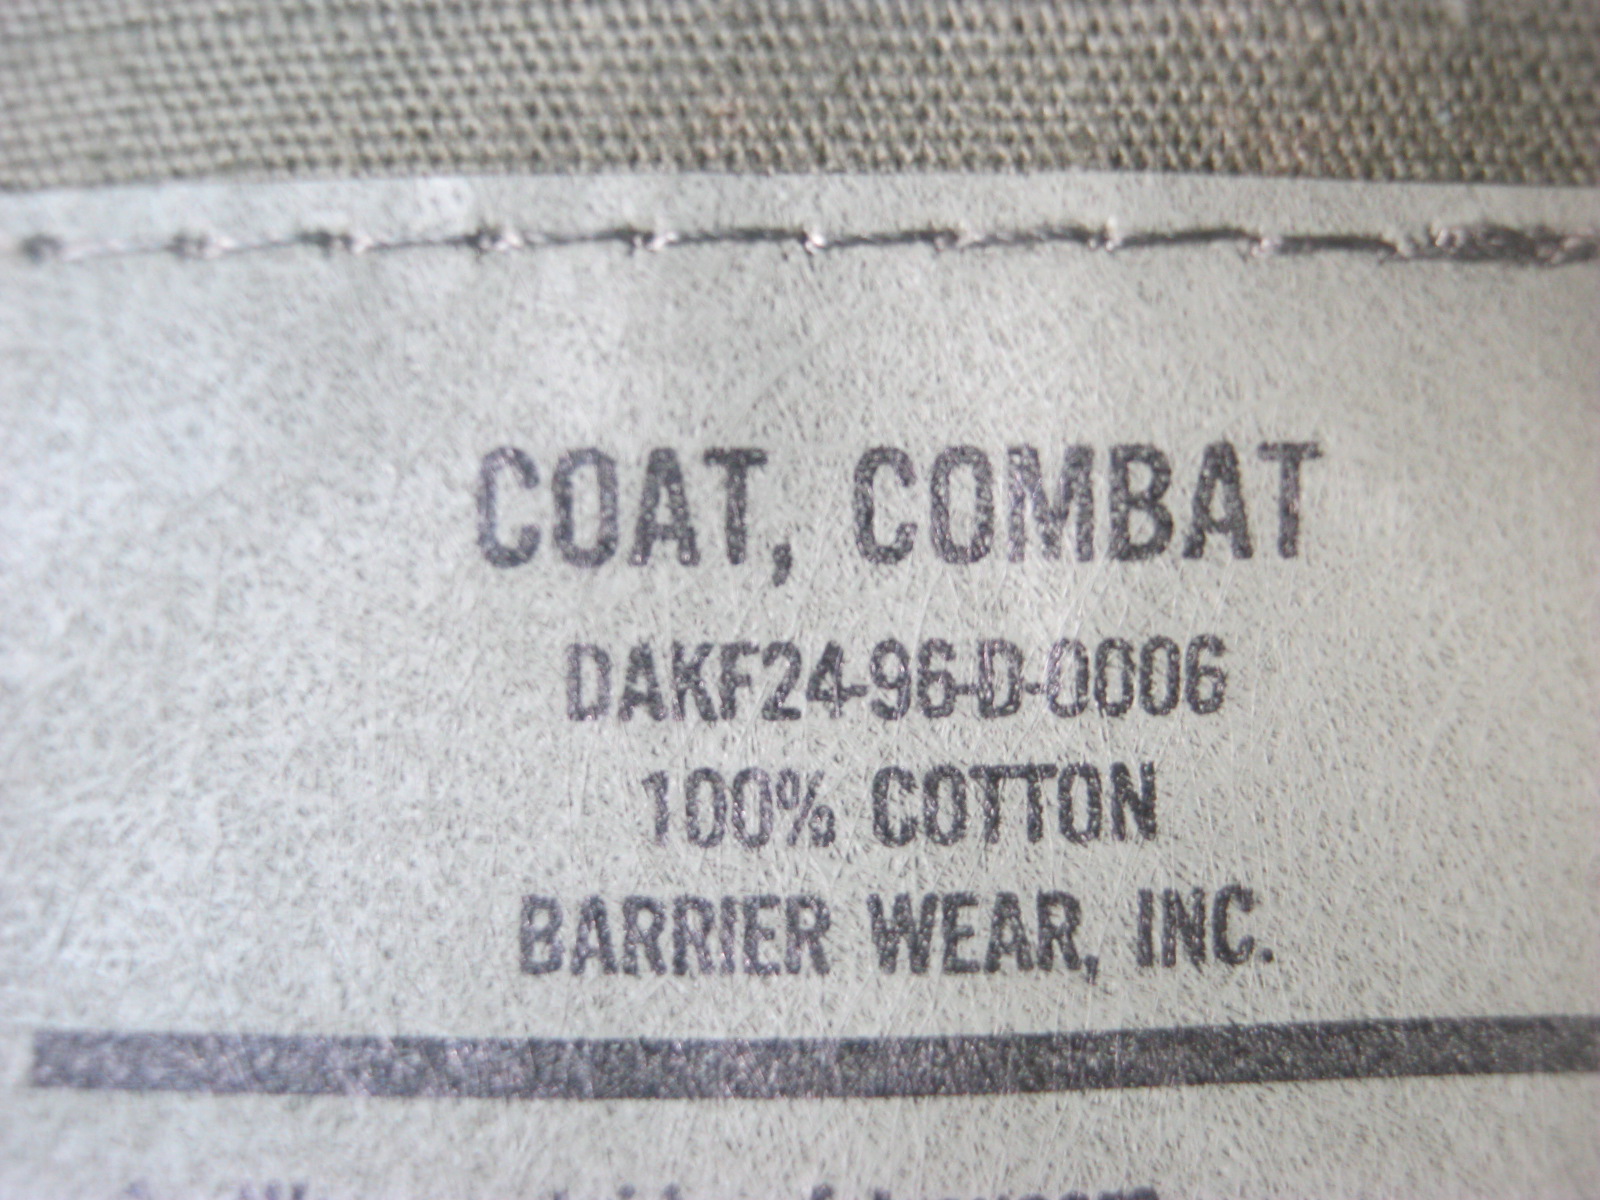 COAT, COMBAT
DAKF24-96-D-0006
100% COTTON
BARRIER WEAR, INC.